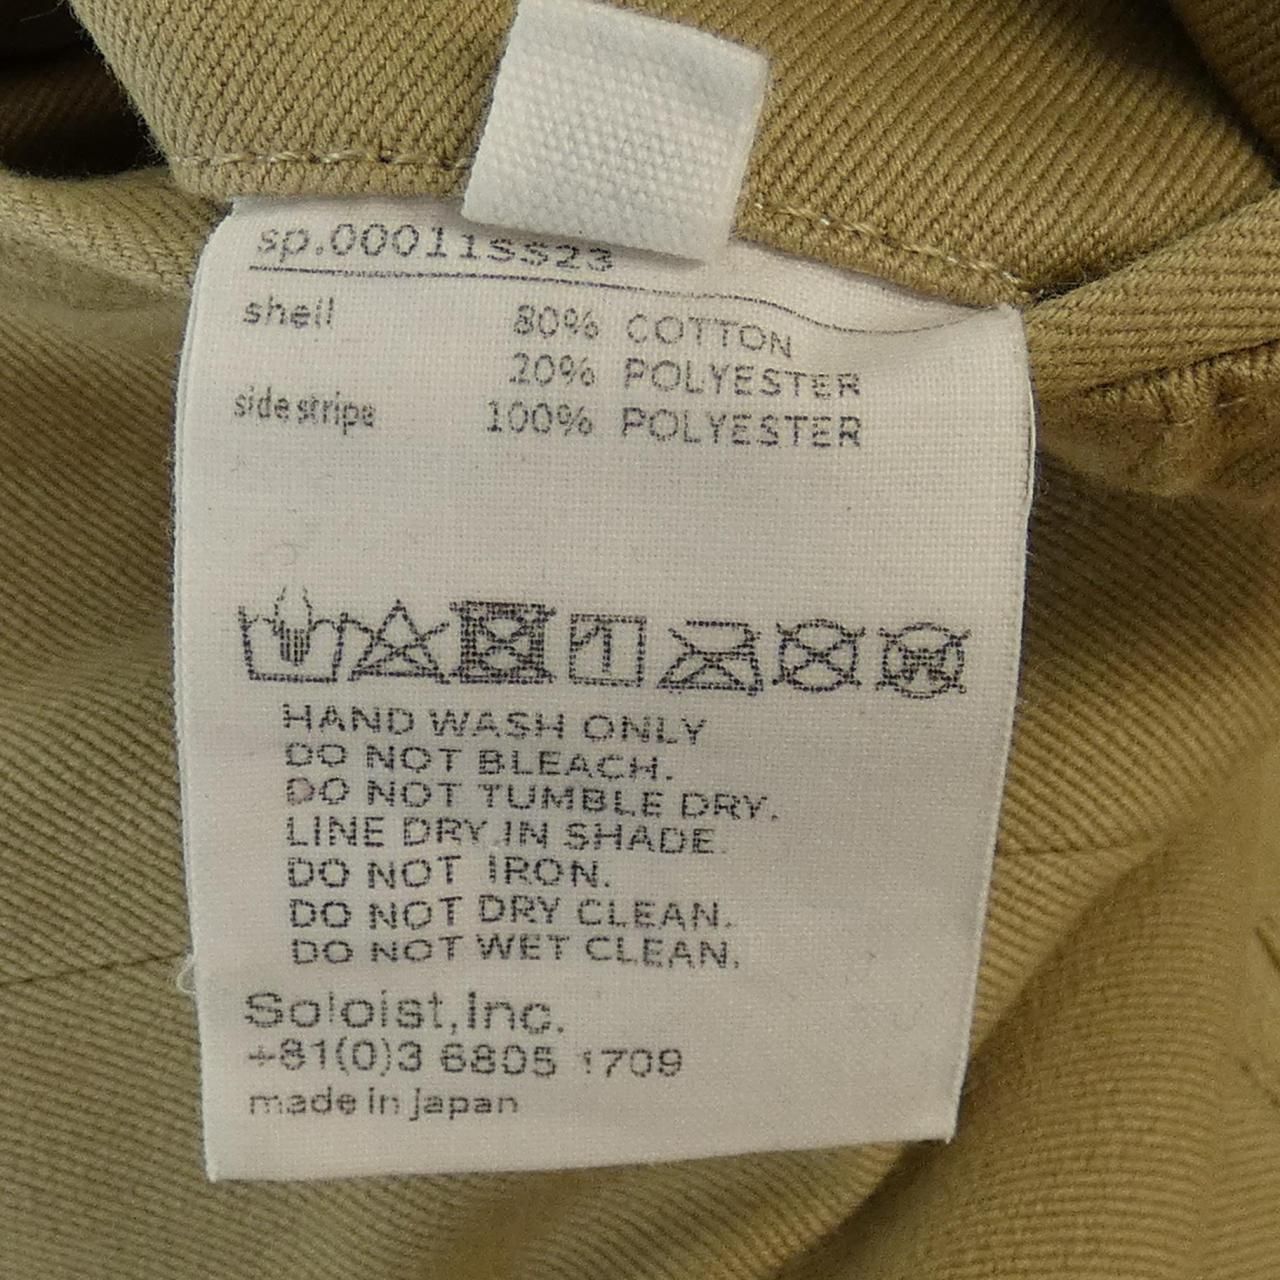 sp.00011SS23
shell 80% COTTON
20% POLYESTER
side stripe 100% POLYESTER
HAND WASH ONLY
DO NOT BLEACH.
DO NOT TUMBLE DRY.
LINE DRY IN SHADE.
DO NOT IRON.
DO NOT DRY CLEAN.
DO NOT WET CLEAN.
Soloist,Inc.
+81(0)3 6805 1709
made in japan